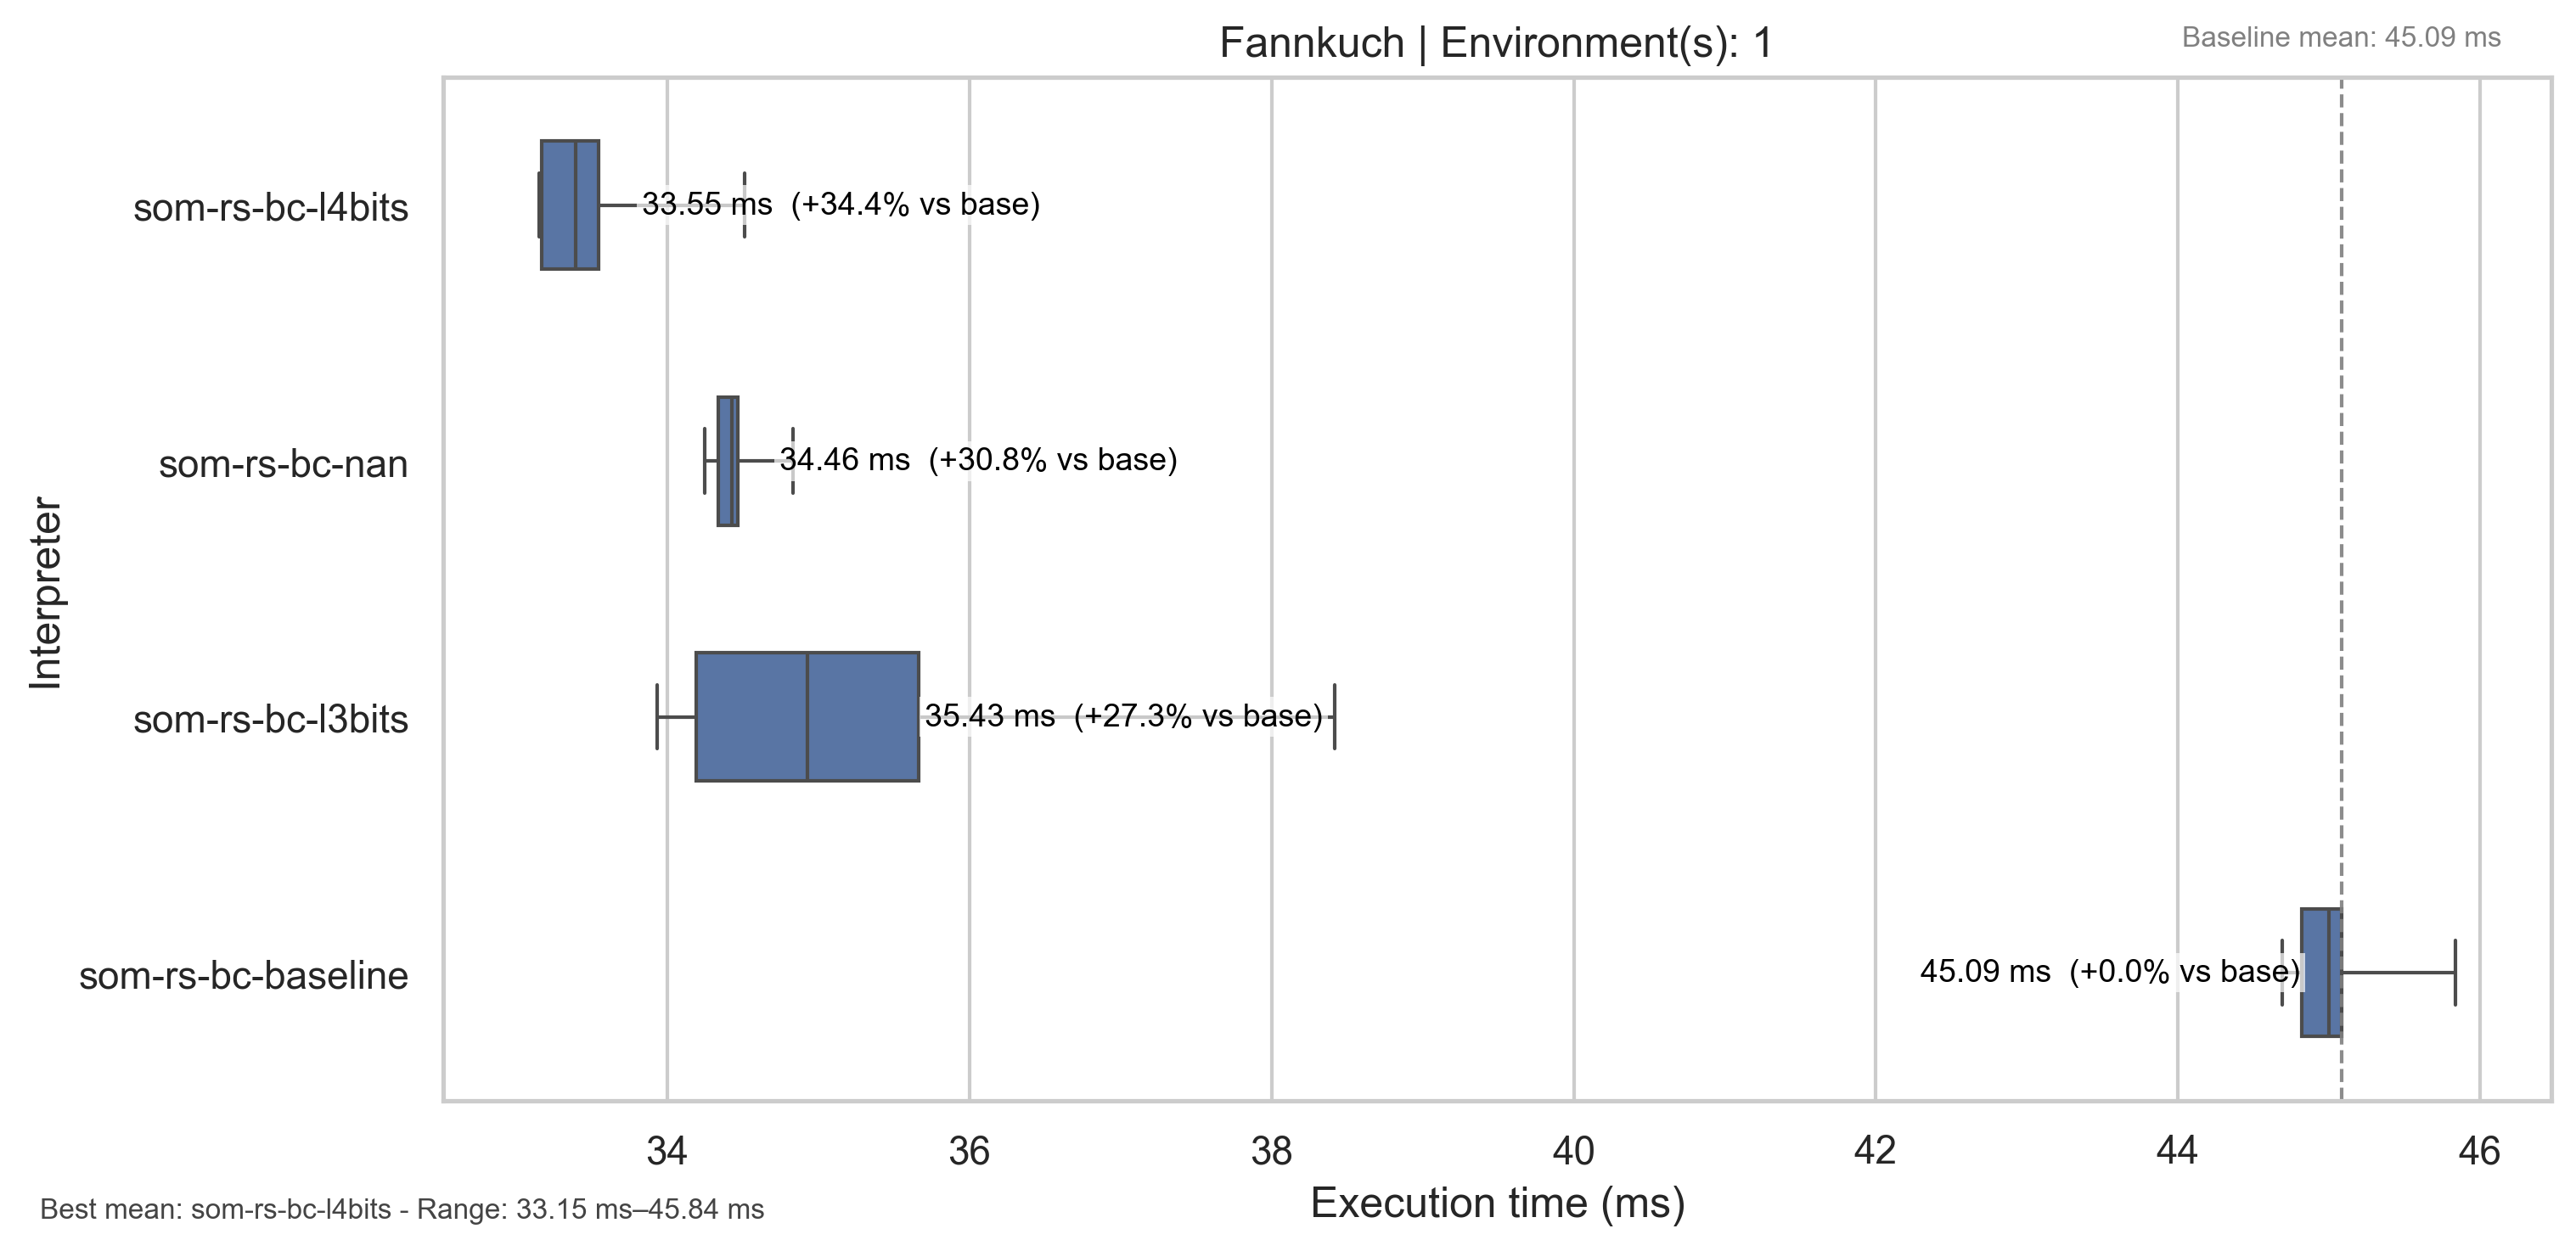 Fannkuch | Environment(s): 1
Baseline mean: 45.09 ms
Interpreter
som-rs-bc-l4bits
33.55 ms (+34.4% vs base)
som-rs-bc-nan
34.46 ms (+30.8% vs base)
som-rs-bc-l3bits
35.43 ms (+27.3% vs base)
som-rs-bc-baseline
45.09 ms (+0.0% vs base)
34 36 38 40 42 44 46
Execution time (ms)
Best mean: som-rs-bc-l4bits - Range: 33.15 ms–45.84 ms